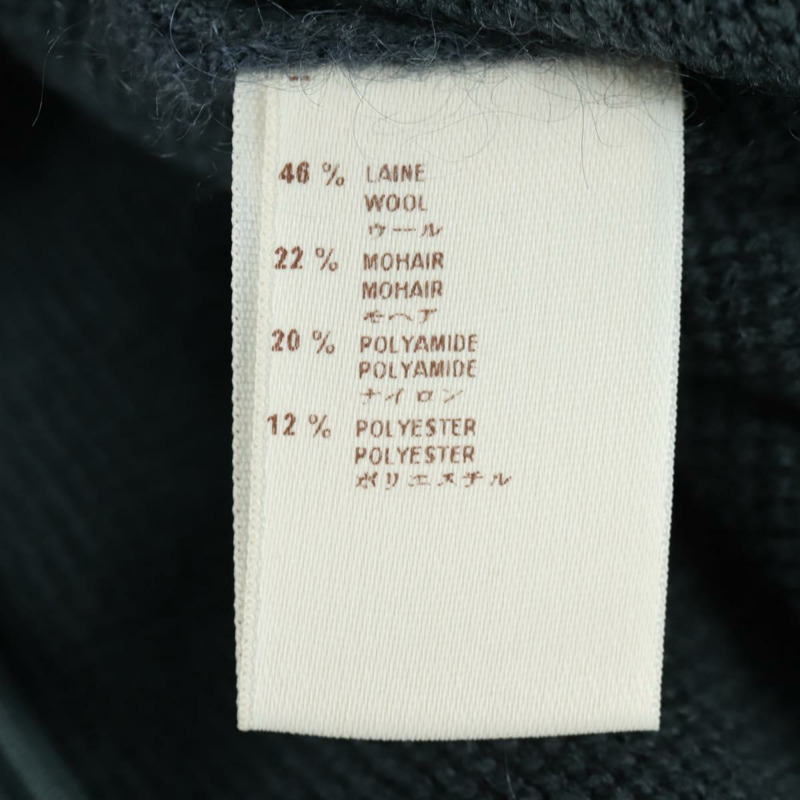 46 % LAINE
WOOL
ウール
22 % MOHAIR
MOHAIR
モヘア
20 % POLYAMIDE
POLYAMIDE
ナイロン
12 % POLYESTER
POLYESTER
ポリエステル